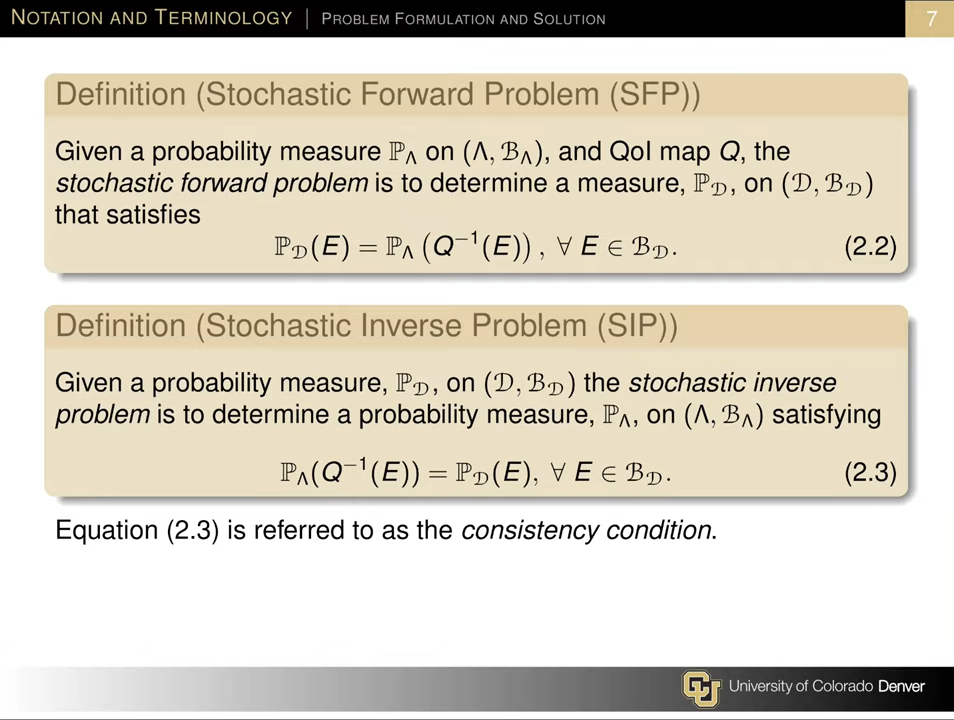 NOTATION AND TERMINOLOGY | PROBLEM FORMULATION AND SOLUTION 7
Definition (Stochastic Forward Problem (SFP))
Given a probability measure ℙ_Λ on (Λ, ℬ_Λ), and QoI map Q, the
stochastic forward problem is to determine a measure, ℙ_𝒟, on (𝒟, ℬ_𝒟)
that satisfies
ℙ_𝒟(E) = ℙ_Λ (Q⁻¹(E)) , ∀ E ∈ ℬ_𝒟. (2.2)
Definition (Stochastic Inverse Problem (SIP))
Given a probability measure, ℙ_𝒟, on (𝒟, ℬ_𝒟) the stochastic inverse
problem is to determine a probability measure, ℙ_Λ, on (Λ, ℬ_Λ) satisfying
ℙ_Λ(Q⁻¹(E)) = ℙ_𝒟(E), ∀ E ∈ ℬ_𝒟. (2.3)
Equation (2.3) is referred to as the consistency condition.
CU University of Colorado Denver